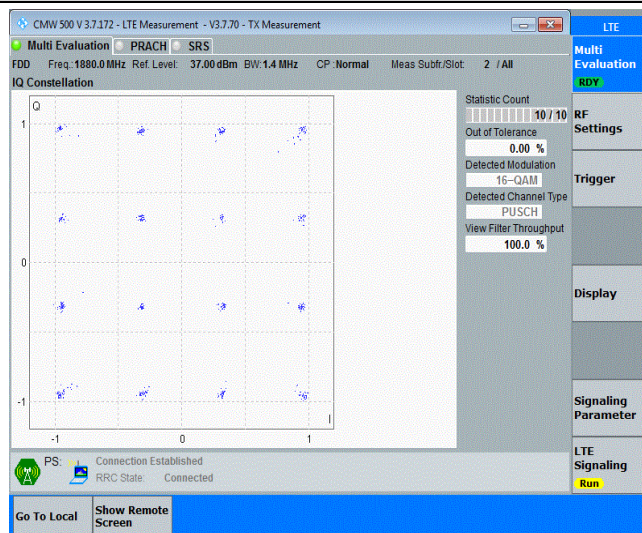 CMW 500 V 3.7.172 - LTE Measurement - V3.7.70 - TX Measurement
LTE
Multi Evaluation PRACH SRS
FDD Freq.:1880.0 MHz Ref. Level: 37.00 dBm BW:1.4 MHz CP :Normal Meas Subfr./Slot: 2 / All
IQ Constellation
Q
1
0
-1
-1 0 1
I
Statistic Count
10 / 10
Out of Tolerance
0.00 %
Detected Modulation
16-QAM
Detected Channel Type
PUSCH
View Filter Throughput
100.0 %
PS: Connection Established
RRC State: Connected
Multi
Evaluation
RDY
RF
Settings
Trigger
Display
Signaling
Parameter
LTE
Signaling
Run
Go To Local
Show Remote
Screen